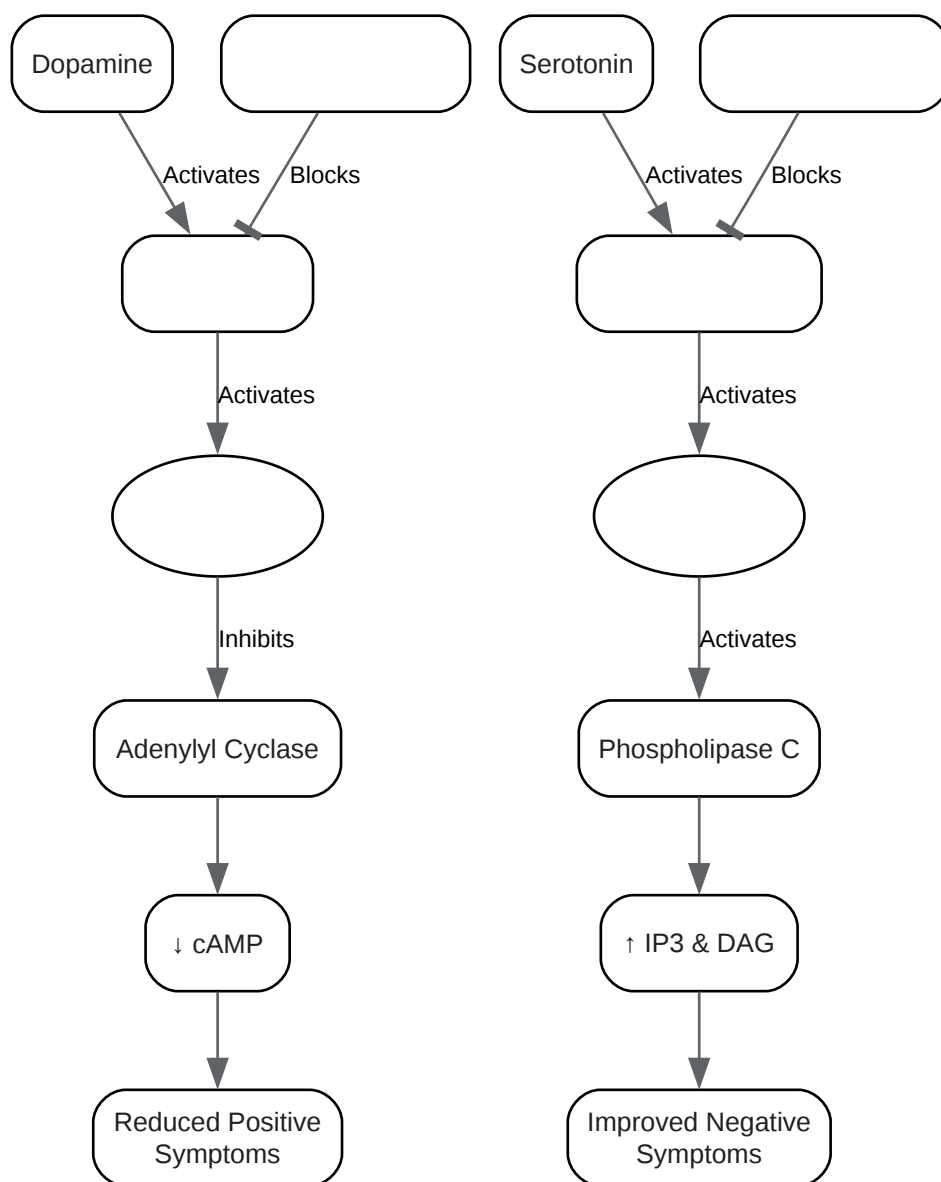 Dopamine
Serotonin
Activates
Blocks
Activates
Blocks
Activates
Activates
Inhibits
Activates
Adenylyl Cyclase
Phospholipase C
↓ cAMP
↑ IP3 & DAG
Reduced Positive
Symptoms
Improved Negative
Symptoms